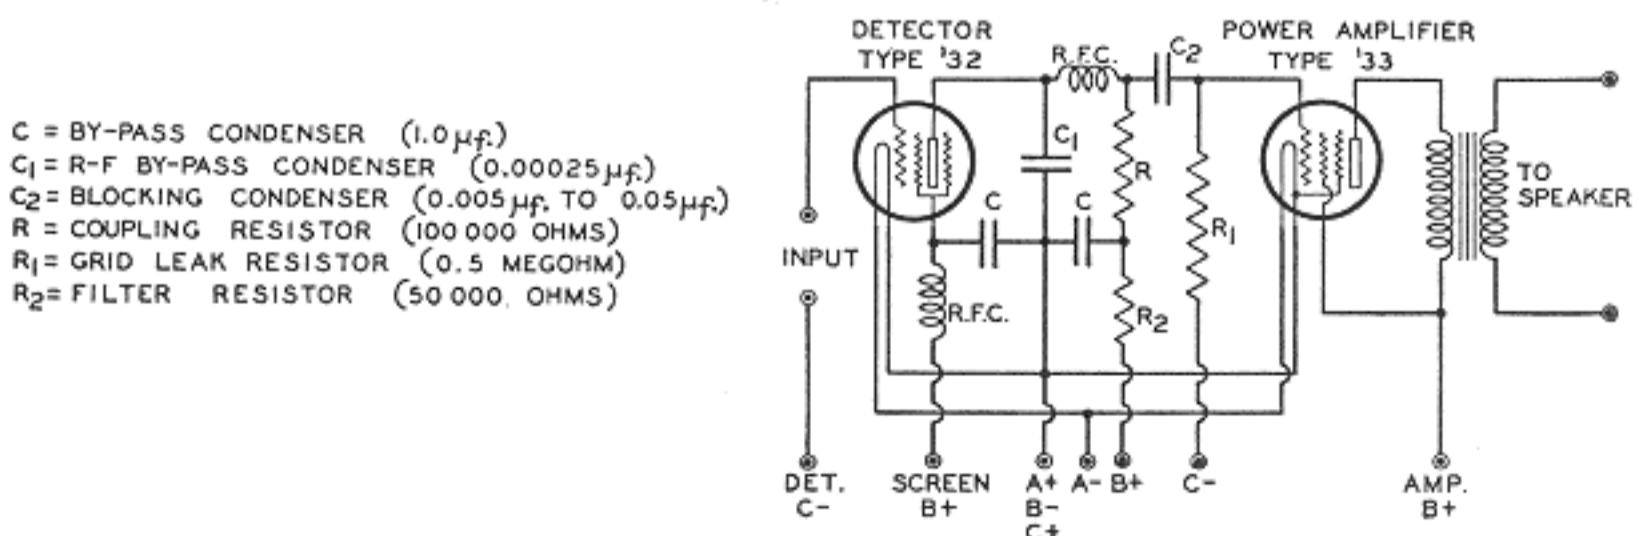 C = BY-PASS CONDENSER (1.0 µf.)
C1 = R-F BY-PASS CONDENSER (0.00025 µf.)
C2 = BLOCKING CONDENSER (0.005 µf. TO 0.05 µf.)
R = COUPLING RESISTOR (100 000 OHMS)
R1 = GRID LEAK RESISTOR (0.5 MEGOHM)
R2 = FILTER RESISTOR (50 000 OHMS)
DETECTOR
TYPE '32
R.F.C.
C2
POWER AMPLIFIER
TYPE '33
C1
R
C
C
R1
INPUT
R.F.C.
R2
TO
SPEAKER
DET.
C-
SCREEN
B+
A+
B-
C+
A-
B+
C-
AMP.
B+